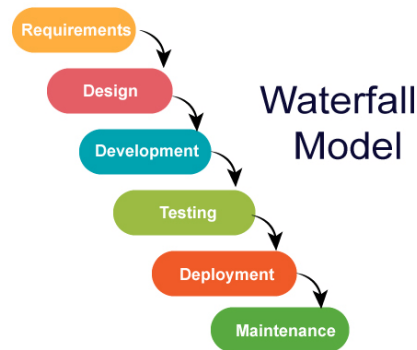 Requirements
Design
Waterfall
Model
Development
Testing
Deployment
Maintenance